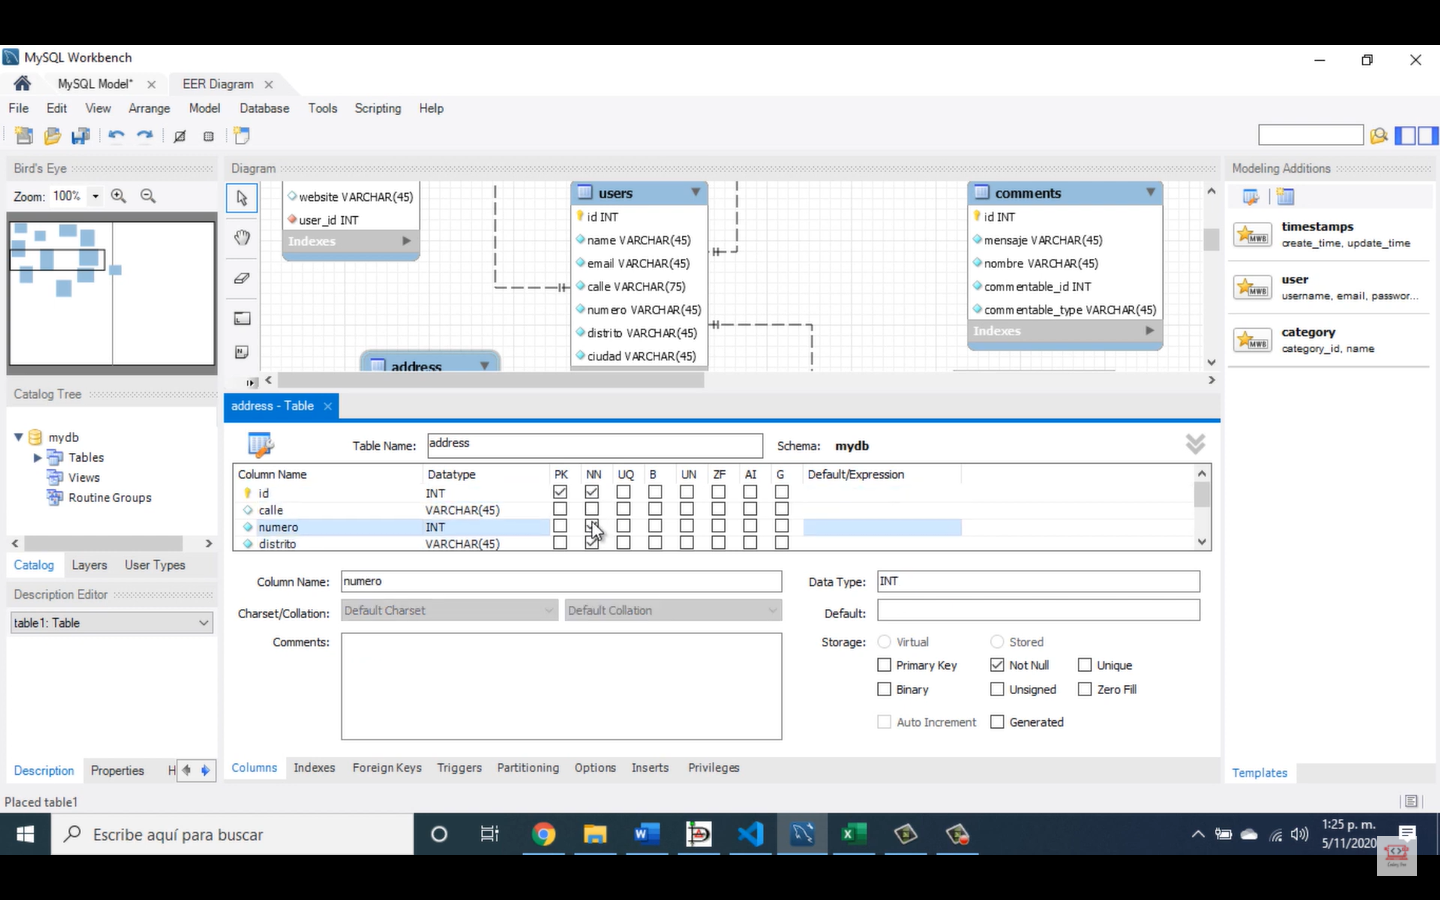 MySQL Workbench
MySQL Model* EER Diagram
File Edit View Arrange Model Database Tools Scripting Help
Bird's Eye
Zoom: 100%
Catalog Tree
mydb
Tables
Views
Routine Groups
Catalog Layers User Types
Description Editor
table1: Table
Description Properties H
Diagram
website VARCHAR(45)
user_id INT
Indexes
users
id INT
name VARCHAR(45)
email VARCHAR(45)
calle VARCHAR(75)
numero VARCHAR(45)
distrito VARCHAR(45)
ciudad VARCHAR(45)
address
comments
id INT
mensaje VARCHAR(45)
nombre VARCHAR(45)
commentable_id INT
commentable_type VARCHAR(45)
Indexes
address - Table
Table Name: address Schema: mydb
Column Name Datatype PK NN UQ B UN ZF AI G Default/Expression
id INT
calle VARCHAR(45)
numero INT
distrito VARCHAR(45)
Column Name: numero Data Type: INT
Charset/Collation: Default Charset Default Collation Default:
Comments: Storage: Virtual Stored
Primary Key Not Null Unique
Binary Unsigned Zero Fill
Auto Increment Generated
Columns Indexes Foreign Keys Triggers Partitioning Options Inserts Privileges
Modeling Additions
timestamps
create_time, update_time
user
username, email, passwor...
category
category_id, name
MWB
MWB
MWB
Templates
Placed table1
Escribe aquí para buscar
1:25 p. m.
5/11/2020